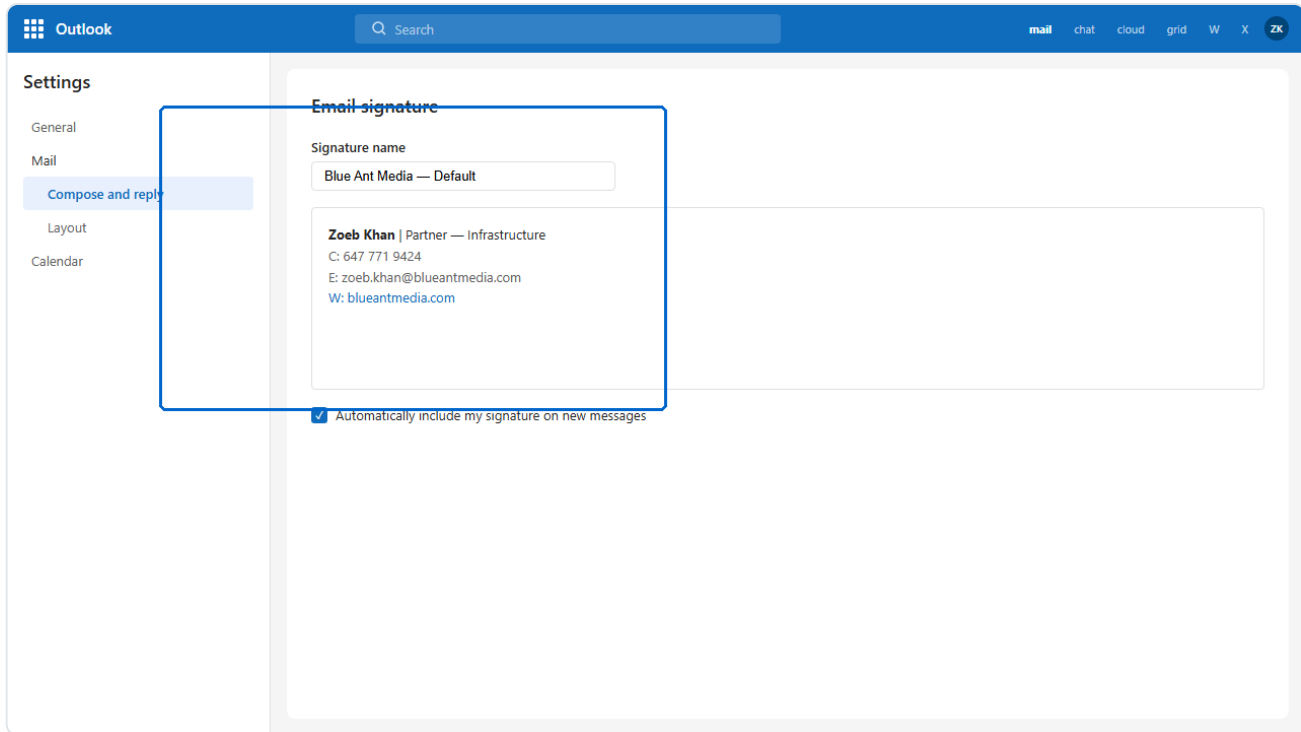 Outlook
Search
mail chat cloud grid W X ZK
Settings
General
Mail
Compose and reply
Layout
Calendar
Email signature
Signature name
Blue Ant Media — Default
Zoeb Khan | Partner — Infrastructure
C: 647 771 9424
E: zoeb.khan@blueantmedia.com
W: blueantmedia.com
Automatically include my signature on new messages